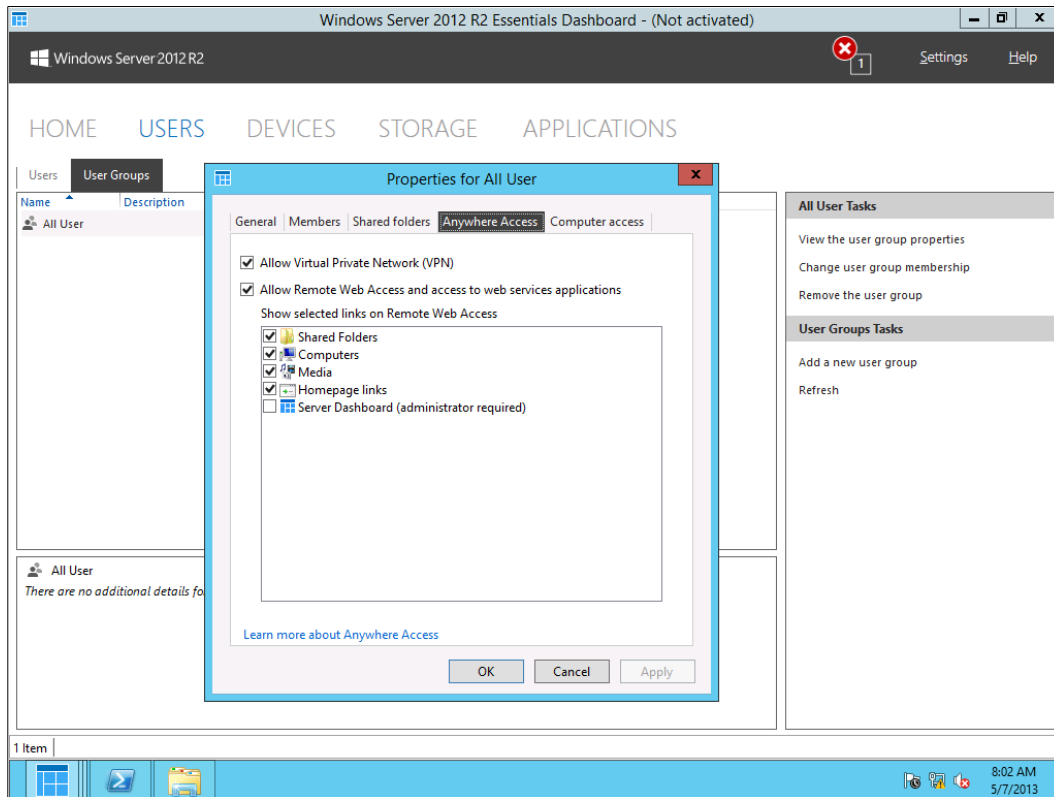 Windows Server 2012 R2 Essentials Dashboard - (Not activated)
Windows Server 2012 R2
1
Settings
Help
HOME
USERS
DEVICES
STORAGE
APPLICATIONS
Users
User Groups
Name
Description
All User
All User
There are no additional details fo
Properties for All User
General
Members
Shared folders
Anywhere Access
Computer access
Allow Virtual Private Network (VPN)
Allow Remote Web Access and access to web services applications
Show selected links on Remote Web Access
Shared Folders
Computers
Media
Homepage links
Server Dashboard (administrator required)
Learn more about Anywhere Access
OK
Cancel
Apply
All User Tasks
View the user group properties
Change user group membership
Remove the user group
User Groups Tasks
Add a new user group
Refresh
1 Item
8:02 AM
5/7/2013